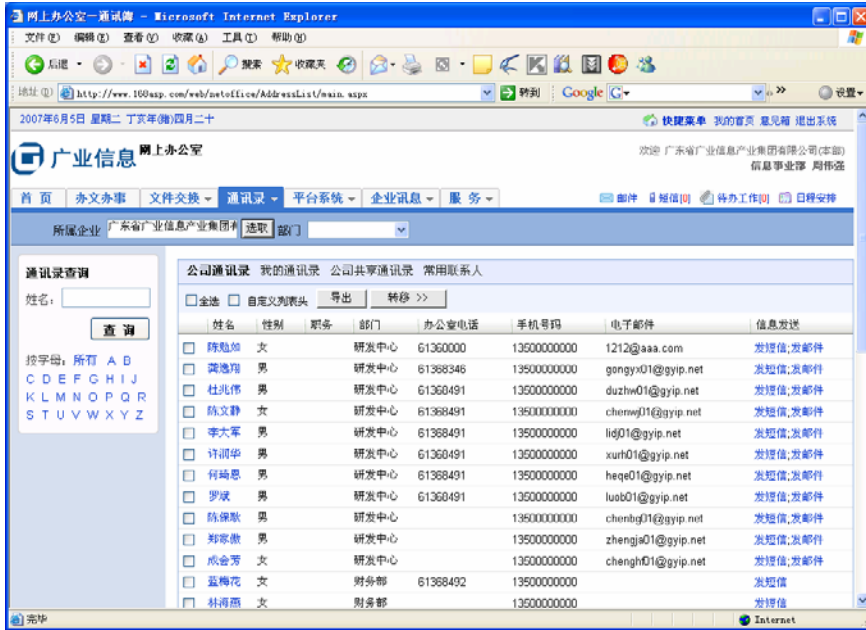 网上办公室—通讯簿 - Microsoft Internet Explorer
文件(F) 编辑(E) 查看(V) 收藏(A) 工具(T) 帮助(H)
后退 搜索 收藏夹
地址(D) http://www.160asp.com/web/netoffice/AddressList/main.aspx 转到 Google 设置
2007年6月5日 星期二 丁亥年(猪)四月二十 快捷菜单 我的首页 意见箱 退出系统
广业信息 网上办公室 欢迎 广东省广业信息产业集团有限公司(本部)
信息事业部 周伟强
首 页 办文办事 文件交换 通讯录 平台系统 企业讯息 服 务 邮件 短信[0] 待办工作[0] 日程安排
所属企业 广东省广业信息产业集团 选取 部门
通讯录查询 公司通讯录 我的通讯录 公司共享通讯录 常用联系人
姓名: 全选 自定义列表头 导出 转移 >>
查 询 姓名 性别 职务 部门 办公室电话 手机号码 电子邮件 信息发送
按字母: 所有 A B
C D E F G H I J
K L M N O P Q R
S T U V W X Y Z
陈勉如 女 研发中心 61360000 13500000000 1212@aaa.com 发短信;发邮件
龚逸翔 男 研发中心 61368346 13500000000 gongyx01@gyip.net 发短信;发邮件
杜兆伟 男 研发中心 61368491 13500000000 duzhw01@gyip.net 发短信;发邮件
陈文静 女 研发中心 61368491 13500000000 chenwj01@gyip.net 发短信;发邮件
李大军 男 研发中心 61368491 13500000000 lidj01@gyip.net 发短信;发邮件
许润华 男 研发中心 61368491 13500000000 xurh01@gyip.net 发短信;发邮件
何琦恩 男 研发中心 61368491 13500000000 heqe01@gyip.net 发短信;发邮件
罗斌 男 研发中心 61368491 13500000000 luob01@gyip.net 发短信;发邮件
男 研发中心 13500000000 chenbg01@gyip.net 发短信;发邮件
郑家傲 男 研发中心 13500000000 zhengja01@gyip.net 发短信;发邮件
成会芳 女 研发中心 13500000000 chenghf01@gyip.net 发短信;发邮件
蓝梅花 女 财务部 61368492 13500000000 发短信
林海燕 女 财务部 13500000000 发短信
完毕 Internet